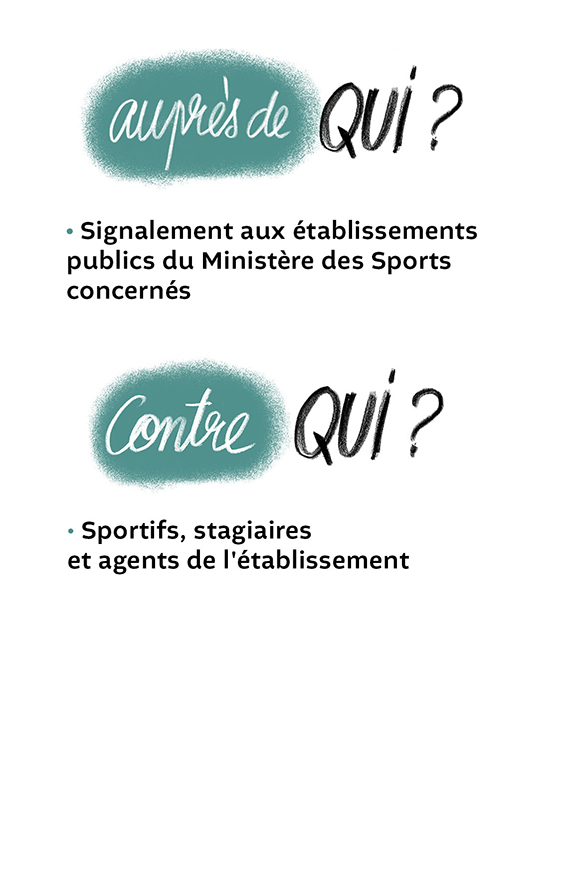 auprès de QUI ?
• Signalement aux établissements
publics du Ministère des Sports
concernés
Contre QUI ?
• Sportifs, stagiaires
et agents de l'établissement